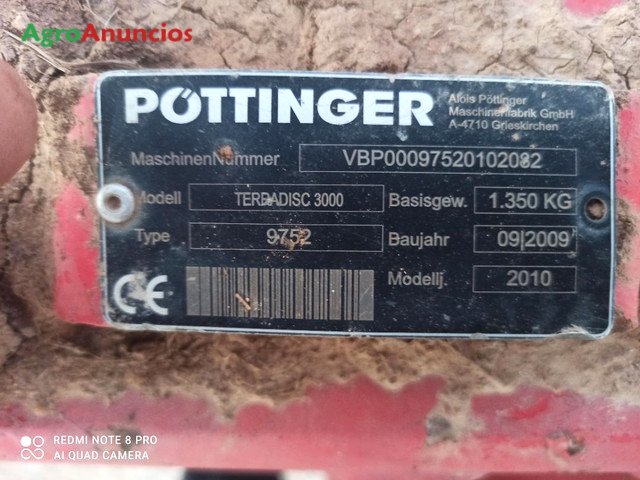 AgroAnuncios
PÖTTINGER
Alois Pöttinger
Maschinenfabrik GmbH
A-4710 Grieskirchen
MaschinenNummer VBP00097520102082
Modell TERRADISC 3000 Basisgew. 1.350 KG
Type 9752 Baujahr 09|2009
Modellj. 2010
CE
REDMI NOTE 8 PRO
AI QUAD CAMERA